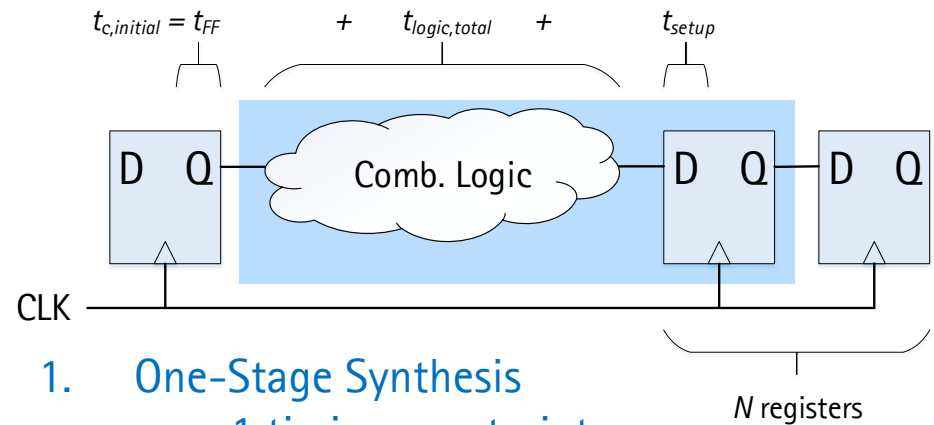 t_c,initial = t_FF + t_logic,total + t_setup
D Q Comb. Logic D Q D Q
CLK
1. One-Stage Synthesis
N registers